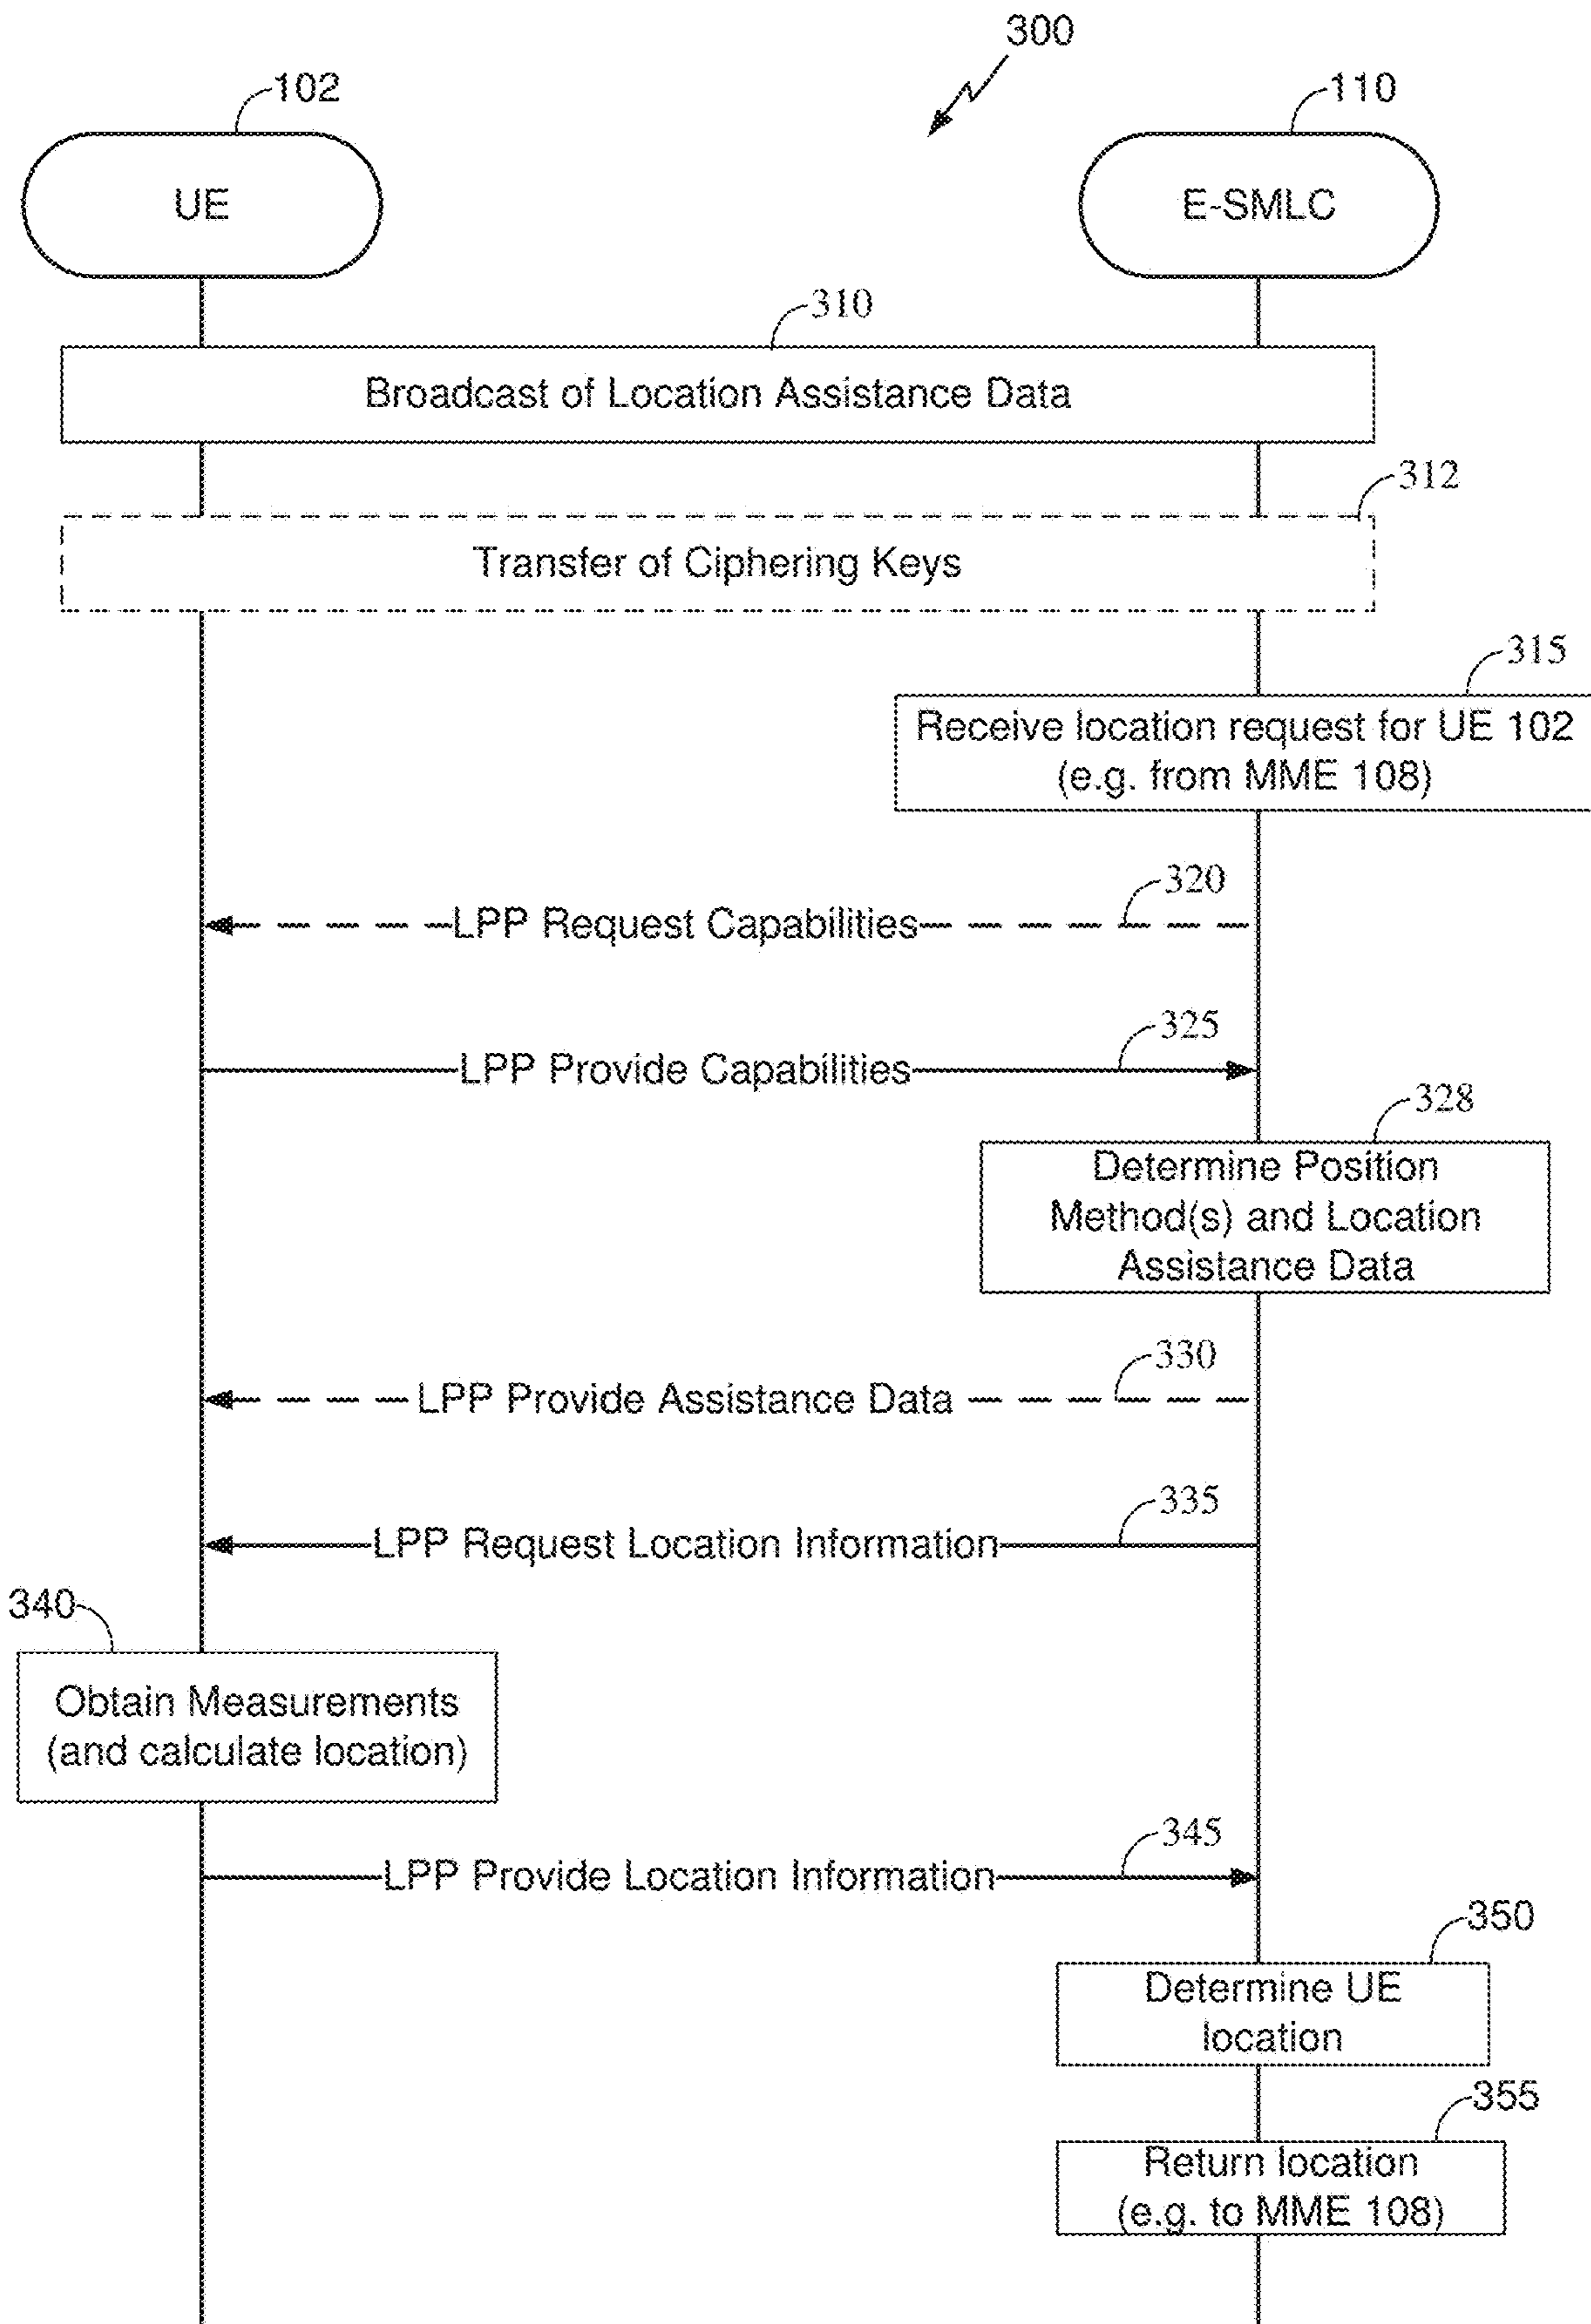 300
102
110
UE
E-SMLC
310
Broadcast of Location Assistance Data
312
Transfer of Ciphering Keys
315
Receive location request for UE 102
(e.g. from MME 108)
320
LPP Request Capabilities
325
LPP Provide Capabilities
328
Determine Position
Method(s) and Location
Assistance Data
330
LPP Provide Assistance Data
335
LPP Request Location Information
340
Obtain Measurements
(and calculate location)
345
LPP Provide Location Information
350
Determine UE
location
355
Return location
(e.g. to MME 108)